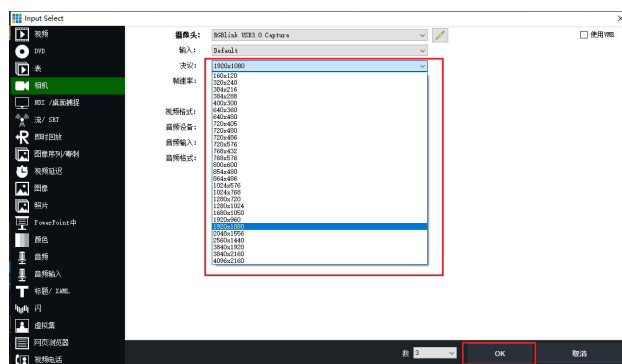 Input Select
视频
DVD
表
相机
NDI /桌面捕捉
流/ SRT
即时回放
图像序列/喇喇
视频延迟
图像
照片
PowerPoint中
颜色
音频
音频输入
标题/ XAML
闪
虚拟集
网页浏览器
视频电话
摄像头: RGBlink USB3.0 Capture
使用VMR
输入: Default
决议: 1920x1080
帧速率:
视频格式:
音频设备:
音频输入:
音频格式:
160x120
320x240
384x216
384x288
400x300
640x360
640x480
720x405
720x480
720x486
720x576
768x432
768x576
800x600
854x480
864x486
1024x576
1024x768
1280x720
1280x1024
1680x1050
1920x960
1920x1080
2048x1556
2560x1440
3840x1920
3840x2160
4096x2160
数 3
OK
取消